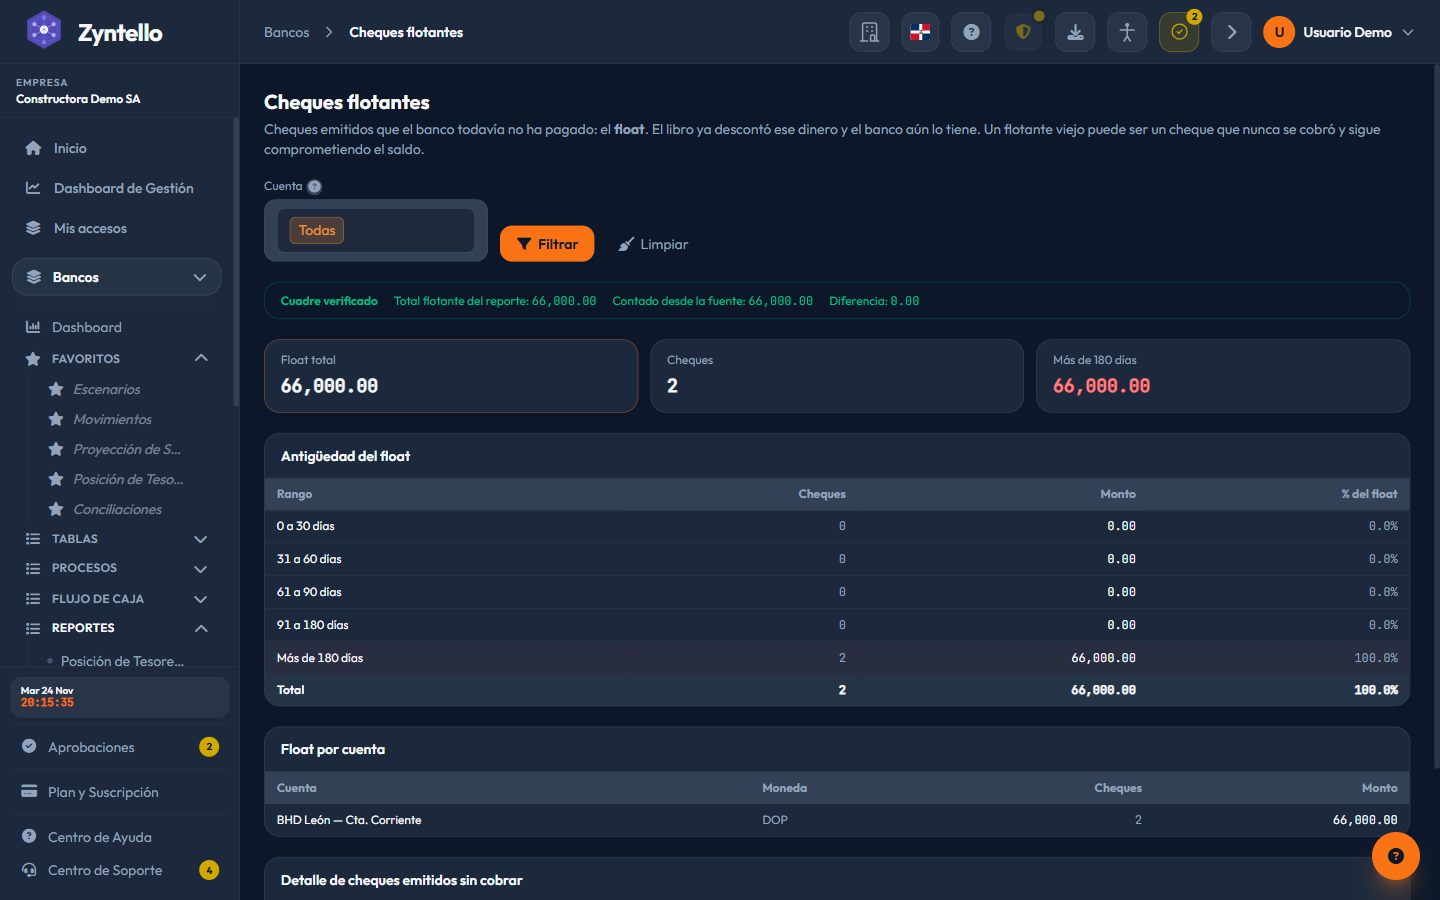 Zyntello
Bancos > Cheques flotantes
2
U Usuario Demo
EMPRESA
Constructora Demo SA
Inicio
Dashboard de Gestión
Mis accesos
Bancos
Dashboard
FAVORITOS
Escenarios
Movimientos
Proyección de S...
Posición de Teso...
Conciliaciones
TABLAS
PROCESOS
FLUJO DE CAJA
REPORTES
Posición de Tesore...
Mar 24 Nov
20:15:35
Aprobaciones 2
Plan y Suscripción
Centro de Ayuda
Centro de Soporte 4
Cheques flotantes
Cheques emitidos que el banco todavía no ha pagado: el float. El libro ya descontó ese dinero y el banco aún lo tiene. Un flotante viejo puede ser un cheque que nunca se cobró y sigue
comprometiendo el saldo.
Cuenta ?
Todas
Filtrar
Limpiar
Cuadre verificado Total flotante del reporte: 66,000.00 Contado desde la fuente: 66,000.00 Diferencia: 0.00
Float total
66,000.00
Cheques
2
Más de 180 días
66,000.00
Antigüedad del float
Rango Cheques Monto % del float
0 a 30 días 0 0.00 0.0%
31 a 60 días 0 0.00 0.0%
61 a 90 días 0 0.00 0.0%
91 a 180 días 0 0.00 0.0%
Más de 180 días 2 66,000.00 100.0%
Total 2 66,000.00 100.0%
Float por cuenta
Cuenta Moneda Cheques Monto
BHD León — Cta. Corriente DOP 2 66,000.00
Detalle de cheques emitidos sin cobrar